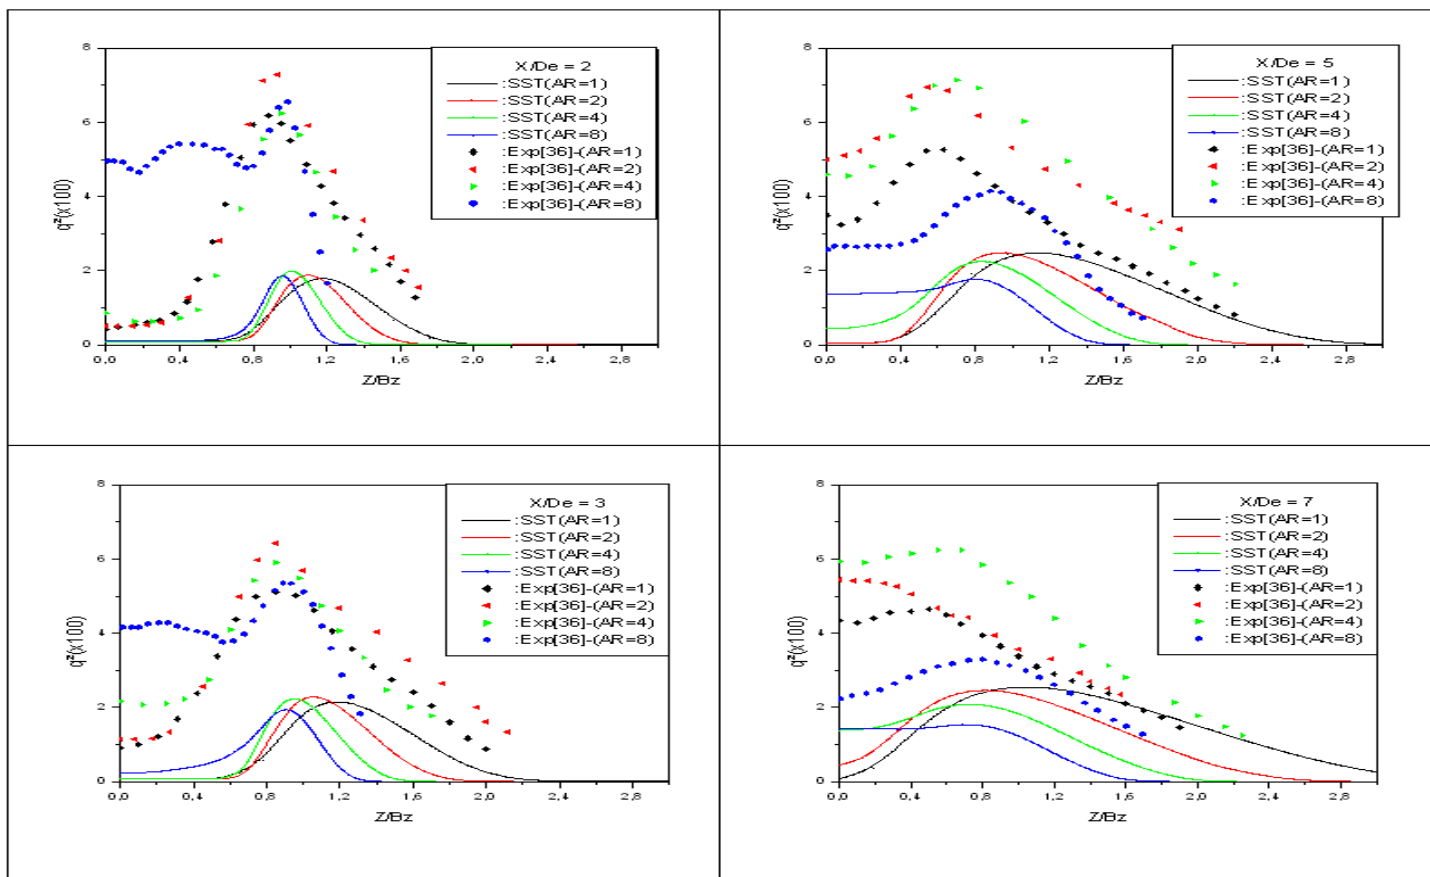 8
6
4
2
0
q²(x100)
0,0 0,4 0,8 1,2 1,6 2,0 2,4 2,8
Z/Bz
X/De = 2
:SST(AR=1)
:SST(AR=2)
:SST(AR=4)
:SST(AR=8)
:Exp[36]-(AR=1)
:Exp[36]-(AR=2)
:Exp[36]-(AR=4)
:Exp[36]-(AR=8)
8
6
4
2
0
q²(x100)
0,0 0,4 0,8 1,2 1,6 2,0 2,4 2,8
Z/Bz
X/De = 5
:SST(AR=1)
:SST(AR=2)
:SST(AR=4)
:SST(AR=8)
:Exp[36]-(AR=1)
:Exp[36]-(AR=2)
:Exp[36]-(AR=4)
:Exp[36]-(AR=8)
8
6
4
2
0
q²(x100)
0,0 0,4 0,8 1,2 1,6 2,0 2,4 2,8
Z/Bz
X/De = 3
:SST(AR=1)
:SST(AR=2)
:SST(AR=4)
:SST(AR=8)
:Exp[36]-(AR=1)
:Exp[36]-(AR=2)
:Exp[36]-(AR=4)
:Exp[36]-(AR=8)
8
6
4
2
0
q²(x100)
0,0 0,4 0,8 1,2 1,6 2,0 2,4 2,8
Z/Bz
X/De = 7
:SST(AR=1)
:SST(AR=2)
:SST(AR=4)
:SST(AR=8)
:Exp[36]-(AR=1)
:Exp[36]-(AR=2)
:Exp[36]-(AR=4)
:Exp[36]-(AR=8)